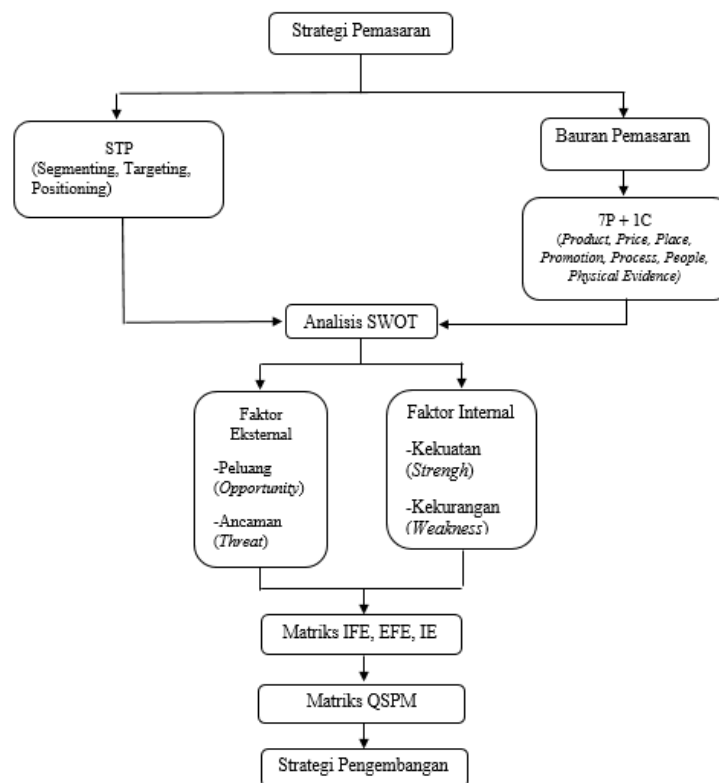 Strategi Pemasaran
STP
(Segmenting, Targeting,
Positioning)
Bauran Pemasaran
7P + 1C
(Product, Price, Place,
Promotion, Process, People,
Physical Evidence)
Analisis SWOT
Faktor
Eksternal
-Peluang
(Opportunity)
-Ancaman
(Threat)
Faktor Internal
-Kekuatan
(Strengh)
-Kekurangan
(Weakness)
Matriks IFE, EFE, IE
Matriks QSPM
Strategi Pengembangan